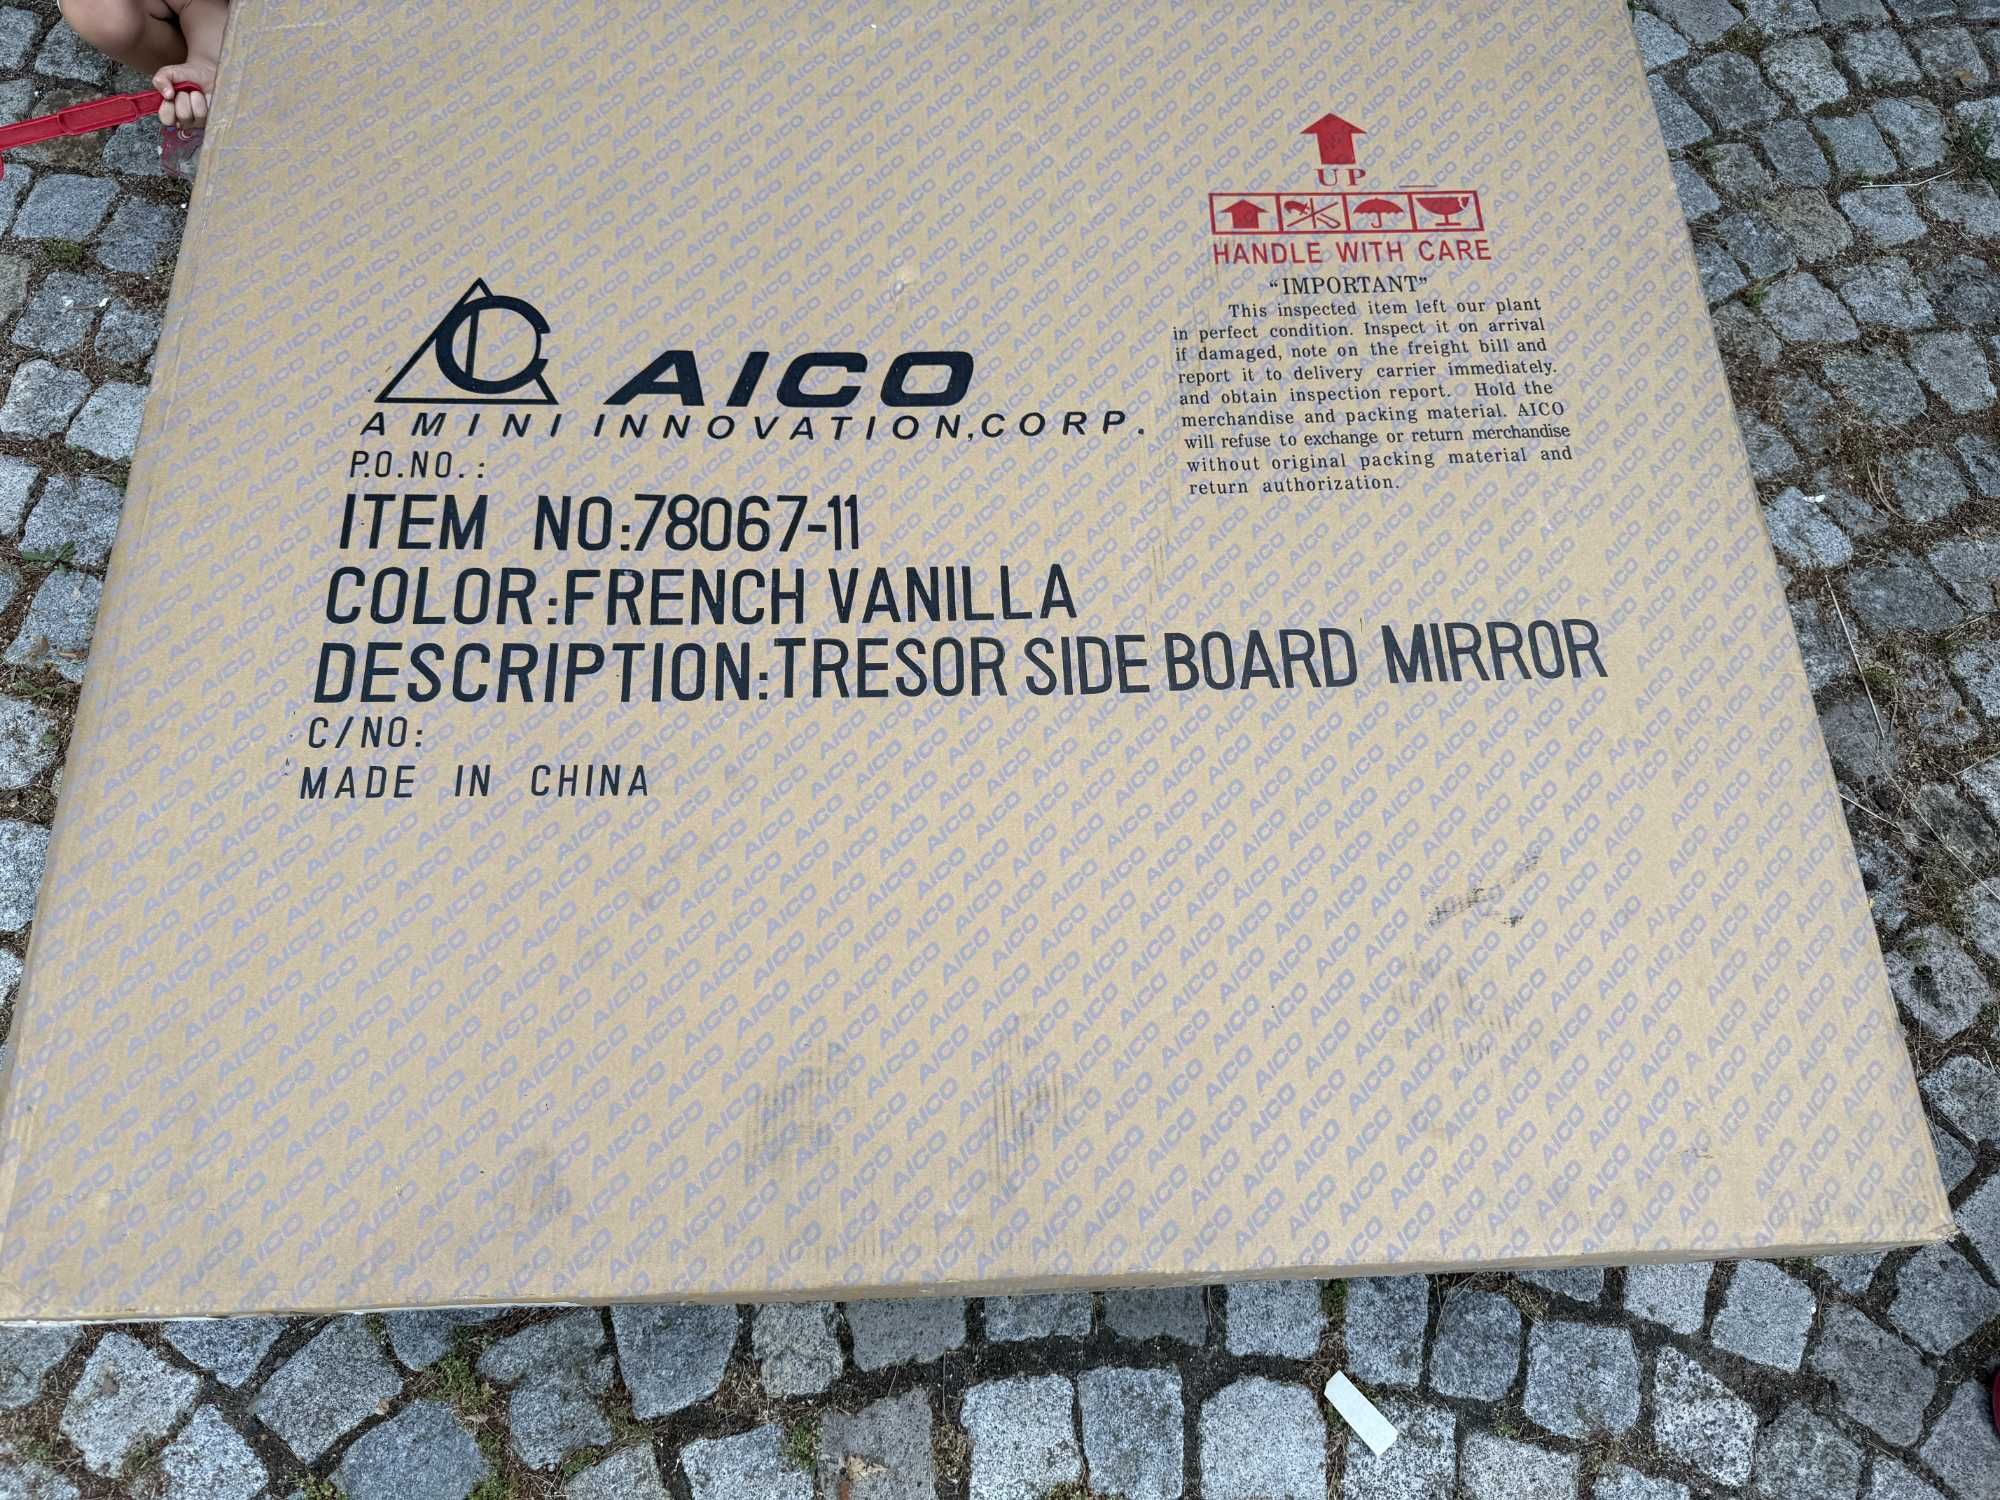 UP
HANDLE WITH CARE
"IMPORTANT"
This inspected item left our plant
in perfect condition. Inspect it on arrival
if damaged, note on the freight bill and
report it to delivery carrier immediately.
and obtain inspection report. Hold the
merchandise and packing material. AICO
will refuse to exchange or return merchandise
without original packing material and
return authorization.
AICO
AMINI INNOVATION,CORP.
P.O.NO.:
ITEM NO:78067-11
COLOR:FRENCH VANILLA
DESCRIPTION:TRESOR SIDE BOARD MIRROR
C/NO:
MADE IN CHINA